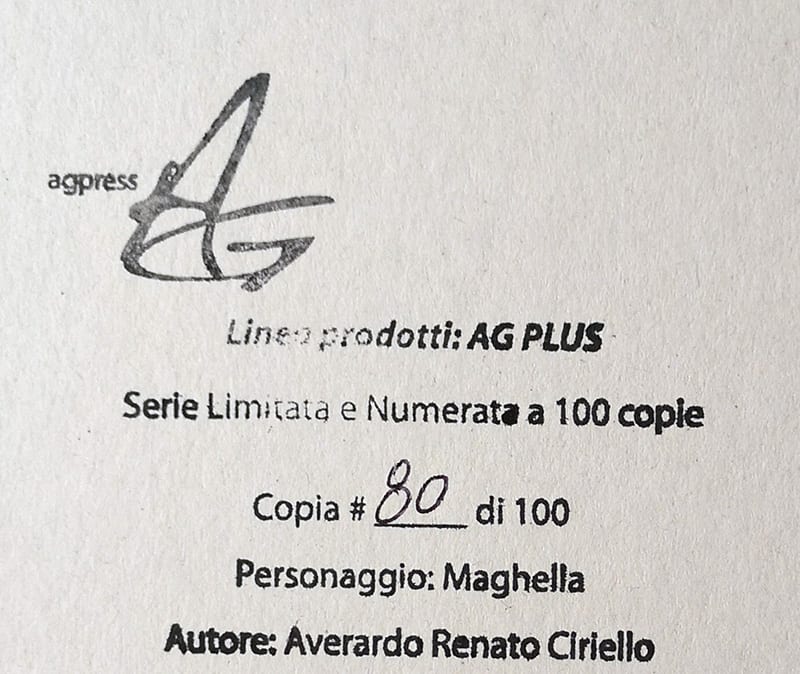 agpress AG
Linea prodotti: AG PLUS
Serie Limitata e Numerata a 100 copie
Copia # 80 di 100
Personaggio: Maghella
Autore: Averardo Renato Ciriello